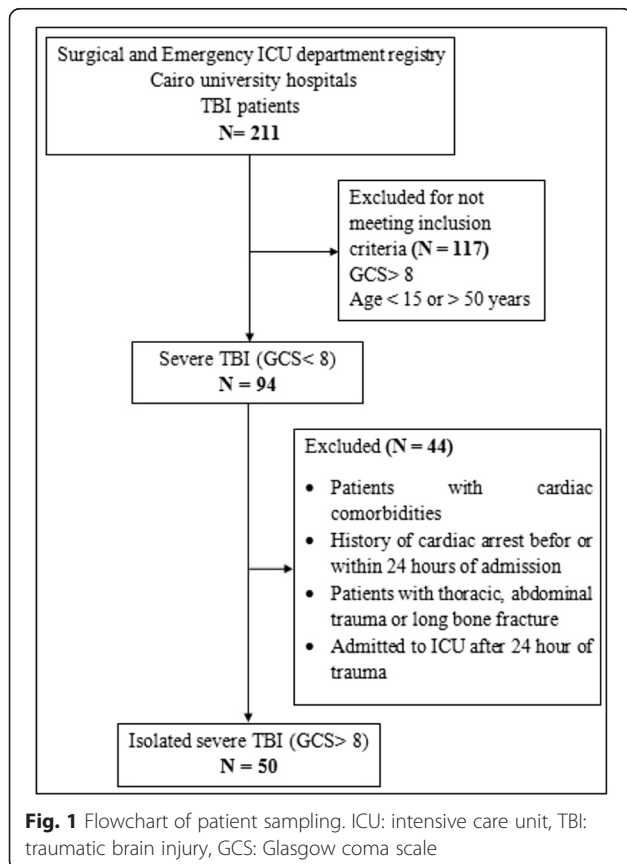 Surgical and Emergency ICU department registry
Cairo university hospitals
TBI patients
N= 211
Excluded for not
meeting inclusion
criteria (N = 117)
GCS> 8
Age < 15 or > 50 years
Severe TBI (GCS< 8)
N = 94
Excluded (N = 44)
• Patients with cardiac
comorbidities
• History of cardiac arrest befor or
within 24 hours of admission
• Patients with thoracic, abdominal
trauma or long bone fracture
• Admitted to ICU after 24 hour of
trauma
Isolated severe TBI (GCS> 8)
N = 50
Fig. 1 Flowchart of patient sampling. ICU: intensive care unit, TBI:
traumatic brain injury, GCS: Glasgow coma scale